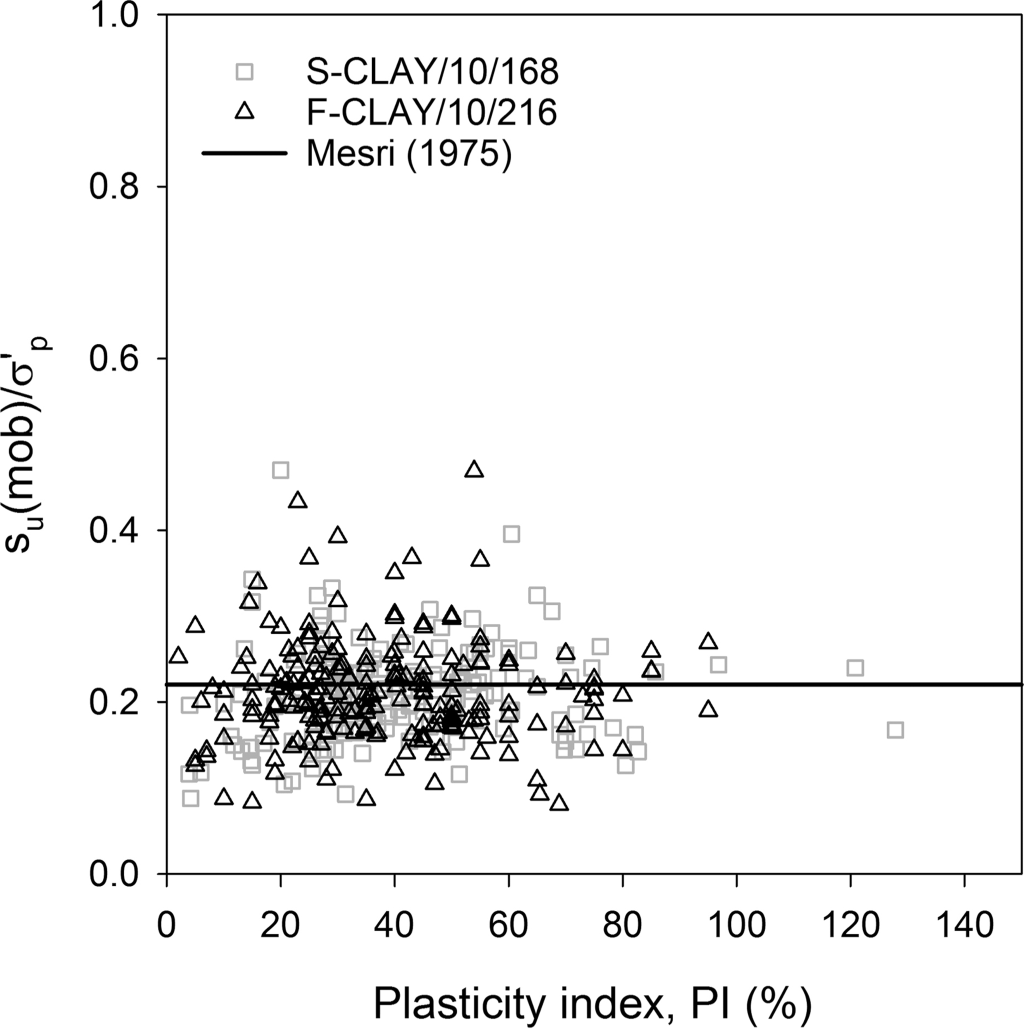 1.0
S-CLAY/10/168
F-CLAY/10/216
Mesri (1975)
0.8
0.6
0.4
0.2
0.0
su(mob)/σ'p
0 20 40 60 80 100 120 140
Plasticity index, PI (%)